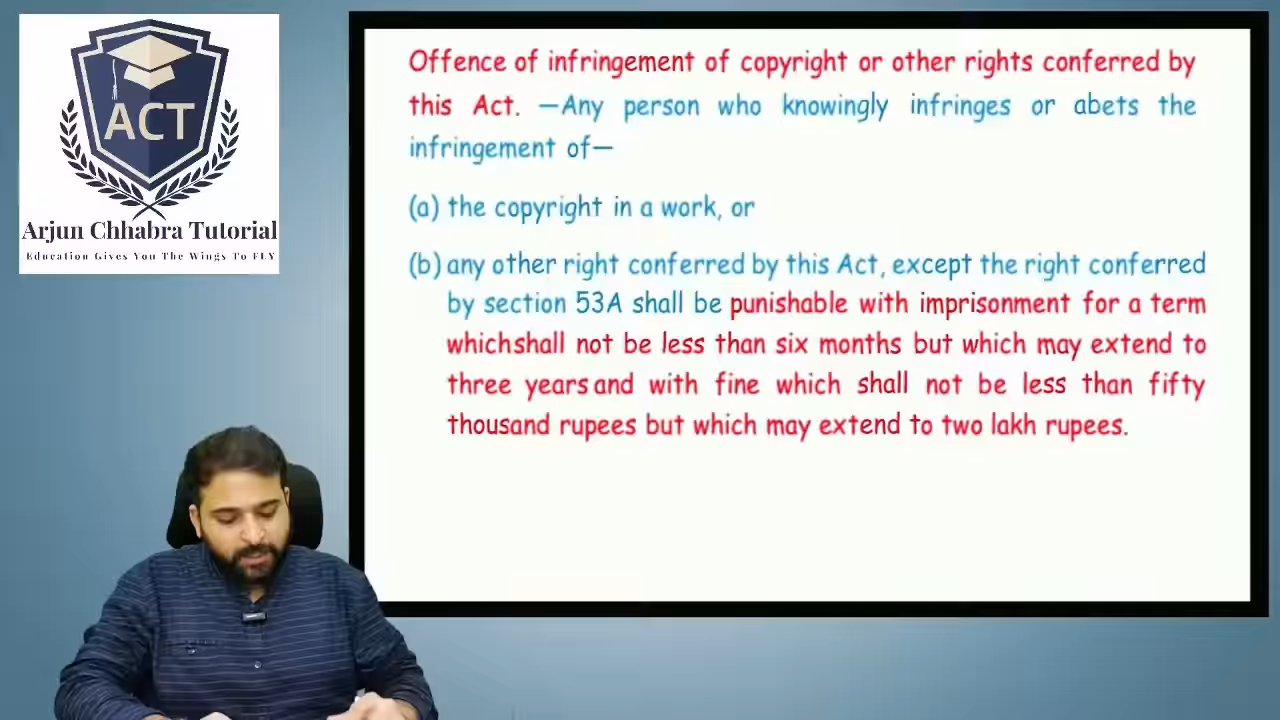 ACT
Arjun Chhabra Tutorial
Education Gives You The Wings To FLY
Offence of infringement of copyright or other rights conferred by
this Act. —Any person who knowingly infringes or abets the
infringement of—
(a) the copyright in a work, or
(b) any other right conferred by this Act, except the right conferred
by section 53A shall be punishable with imprisonment for a term
whichshall not be less than six months but which may extend to
three years and with fine which shall not be less than fifty
thousand rupees but which may extend to two lakh rupees.